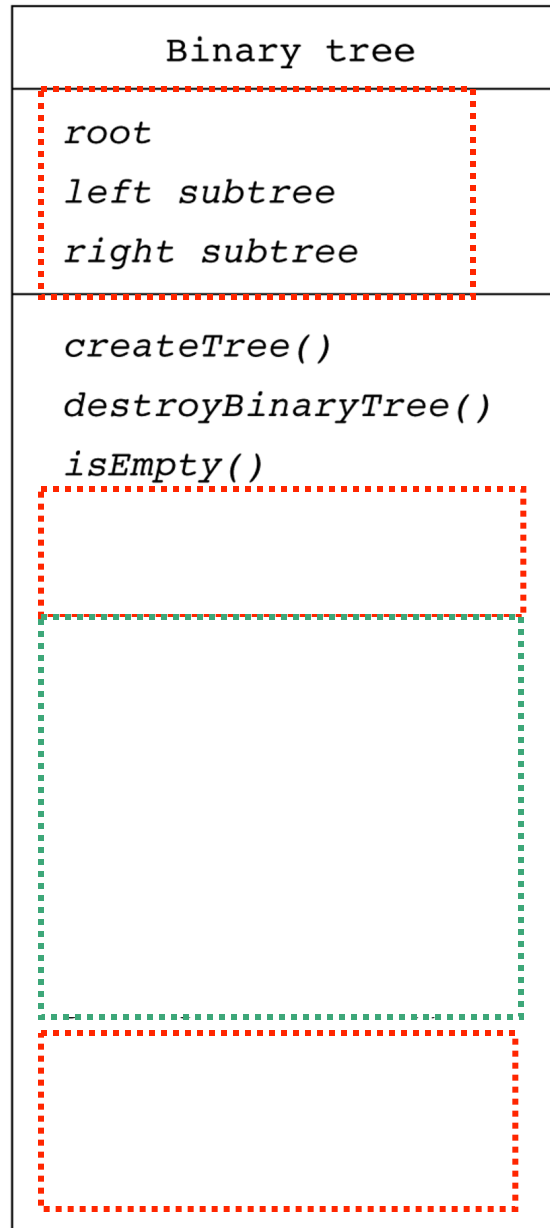 Binary tree
root
left subtree
right subtree
createTree()
destroyBinaryTree()
isEmpty()